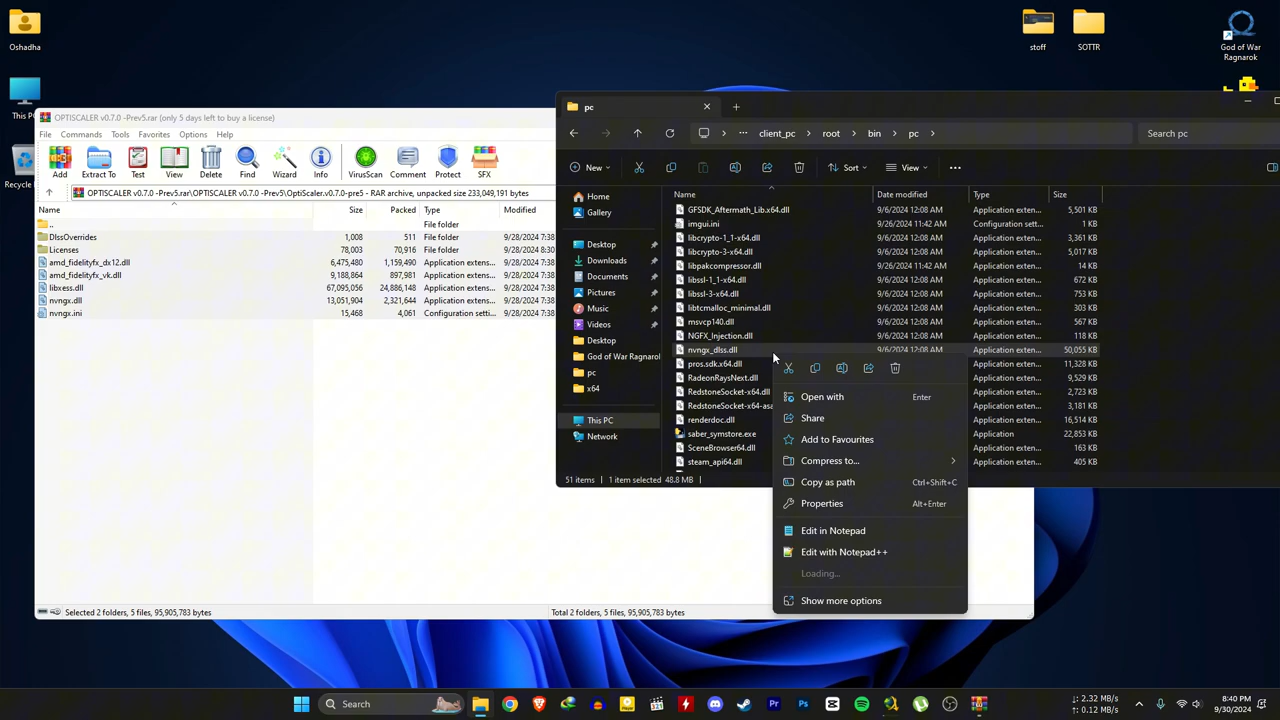 Oshadha
stoff
SOTTR
God of War
Ragnarok
This P
Recycle
OPTISCALER v0.7.0 -Prev5.rar (only 5 days left to buy a license)
File Commands Tools Favorites Options Help
Add Extract To Test View Delete Find Wizard Info VirusScan Comment Protect SFX
OPTISCALER v0.7.0 -Prev5.rar\OPTISCALER v0.7.0 -Prev5\OptiScaler.v0.7.0-pre5 - RAR archive, unpacked size 233,049,191 bytes
Name Size Packed Type Modified
.. File folder
DlssOverrides 1,008 511 File folder 9/28/2024 7:38
Licenses 78,003 70,916 File folder 9/28/2024 8:30
amd_fidelityfx_dx12.dll 6,475,480 1,159,490 Application extens... 9/28/2024 7:38
amd_fidelityfx_vk.dll 9,188,864 897,981 Application extens... 9/28/2024 7:38
libxess.dll 67,095,056 24,886,148 Application extens... 9/28/2024 7:38
nvngx.dll 13,051,904 2,321,644 Application extens... 9/28/2024 7:38
nvngx.ini 15,468 4,061 Configuration setti... 9/28/2024 7:38
Selected 2 folders, 5 files, 95,905,783 bytes
Total 2 folders, 5 files, 95,905,783 bytes
pc
client_pc root bin pc
Search pc
New Sort View
Home
Gallery
Desktop
Downloads
Documents
Pictures
Music
Videos
Desktop
God of War Ragnarol
pc
x64
This PC
Network
Name Date modified Type Size
GFSDK_Aftermath_Lib.x64.dll 9/6/2024 12:08 AM Application exten... 5,501 KB
imgui.ini 9/26/2024 11:42 AM Configuration sett... 1 KB
libcrypto-1_1-x64.dll 9/6/2024 12:08 AM Application exten... 3,361 KB
libcrypto-3-x64.dll 9/6/2024 12:08 AM Application exten... 5,017 KB
libpakcompressor.dll 9/26/2024 11:42 AM Application exten... 14 KB
libssl-1_1-x64.dll 9/6/2024 12:08 AM Application exten... 672 KB
libssl-3-x64.dll 9/6/2024 12:08 AM Application exten... 753 KB
libtcmalloc_minimal.dll 9/6/2024 12:08 AM Application exten... 303 KB
msvcp140.dll 9/6/2024 12:08 AM Application exten... 567 KB
NGFX_Injection.dll 9/6/2024 12:08 AM Application exten... 118 KB
nvngx_dlss.dll 9/6/2024 12:08 AM Application exten... 50,055 KB
pros.sdk.x64.dll Application exten... 11,328 KB
RadeonRaysNext.dll Application exten... 9,529 KB
RedstoneSocket-x64.dll Application exten... 2,723 KB
RedstoneSocket-x64-asa Application exten... 3,181 KB
renderdoc.dll Application exten... 16,514 KB
saber_symstore.exe Application 22,853 KB
SceneBrowser64.dll Application exten... 163 KB
steam_api64.dll Application exten... 405 KB
51 items 1 item selected 48.8 MB
Open with Enter
Share
Add to Favourites
Compress to...
Copy as path Ctrl+Shift+C
Properties Alt+Enter
Edit in Notepad
Edit with Notepad++
Loading...
Show more options
Search
↓: 2.32 MB/s
↑: 0.12 MB/s
8:40 PM
9/30/2024